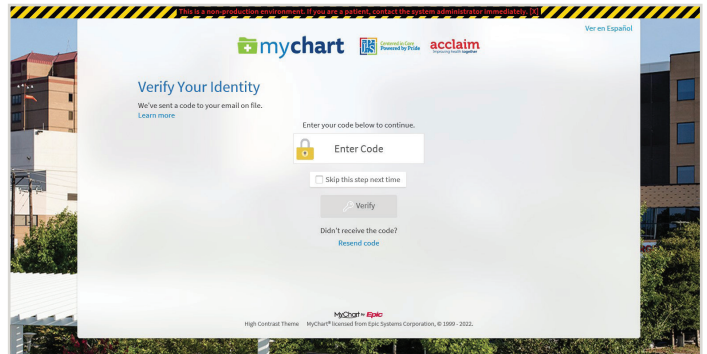 This is a non-production environment. If you are a patient, contact the system administrator immediately. [X]
Ver en Español
mychart
JPS Centered in Care
Powered by Pride
acclaim
Improving health together
Verify Your Identity
We've sent a code to your email on file.
Learn more
Enter your code below to continue.
Enter Code
Skip this step next time
Verify
Didn't receive the code?
Resend code
MyChart by Epic
High Contrast Theme MyChart® licensed from Epic Systems Corporation, © 1999 - 2022.